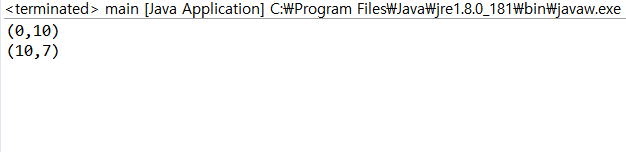 <terminated> main [Java Application] C:₩Program Files₩Java₩jre1.8.0_181₩bin₩javaw.exe
(0,10)
(10,7)